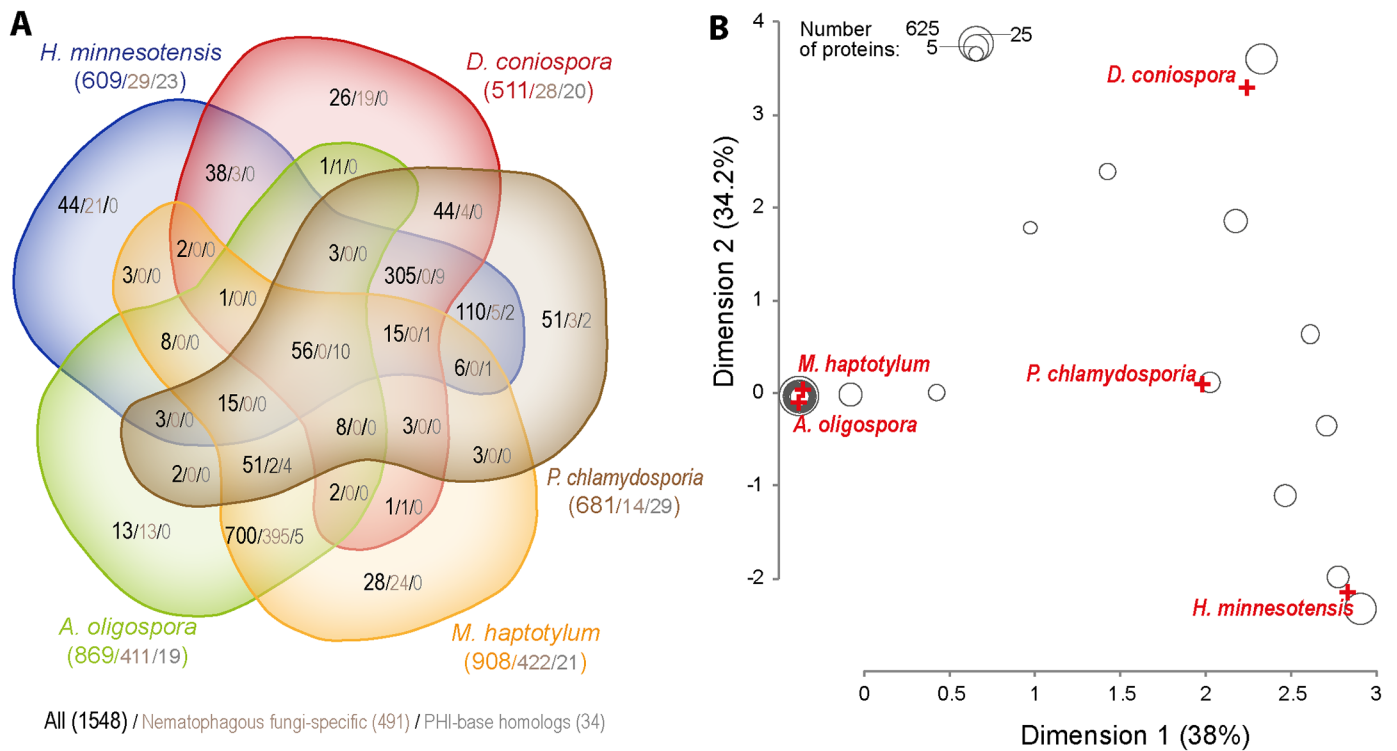 A
H. minnesotensis
(609/29/23)
D. coniospora
(511/28/20)
26/19/0
38/3/0
1/1/0
44/21/0
44/4/0
2/0/0
3/0/0
3/0/0
305/0/9
1/0/0
110/5/2
51/3/2
8/0/0
56/0/10
15/0/1
6/0/1
15/0/0
3/0/0
8/0/0
3/0/0
2/0/0
51/2/4
3/0/0
2/0/0
1/1/0
P. chlamydosporia
(681/14/29)
13/13/0
700/395/5
28/24/0
A. oligospora
(869/411/19)
M. haptotylum
(908/422/21)
All (1548) / Nematophagous fungi-specific (491) / PHI-base homologs (34)
B
Number
of proteins:
625
5
25
D. coniospora
M. haptotylum
A. oligospora
P. chlamydosporia
H. minnesotensis
4
3
2
1
0
-1
-2
Dimension 2 (34.2%)
0 0.5 1 1.5 2 2.5 3
Dimension 1 (38%)